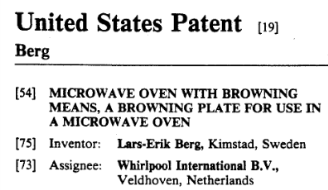 United States Patent [19]
Berg
[54] MICROWAVE OVEN WITH BROWNING
MEANS, A BROWNING PLATE FOR USE IN
A MICROWAVE OVEN
[75] Inventor: Lars-Erik Berg, Kimstad, Sweden
[73] Assignee: Whirlpool International B.V.,
Veldhoven, Netherlands